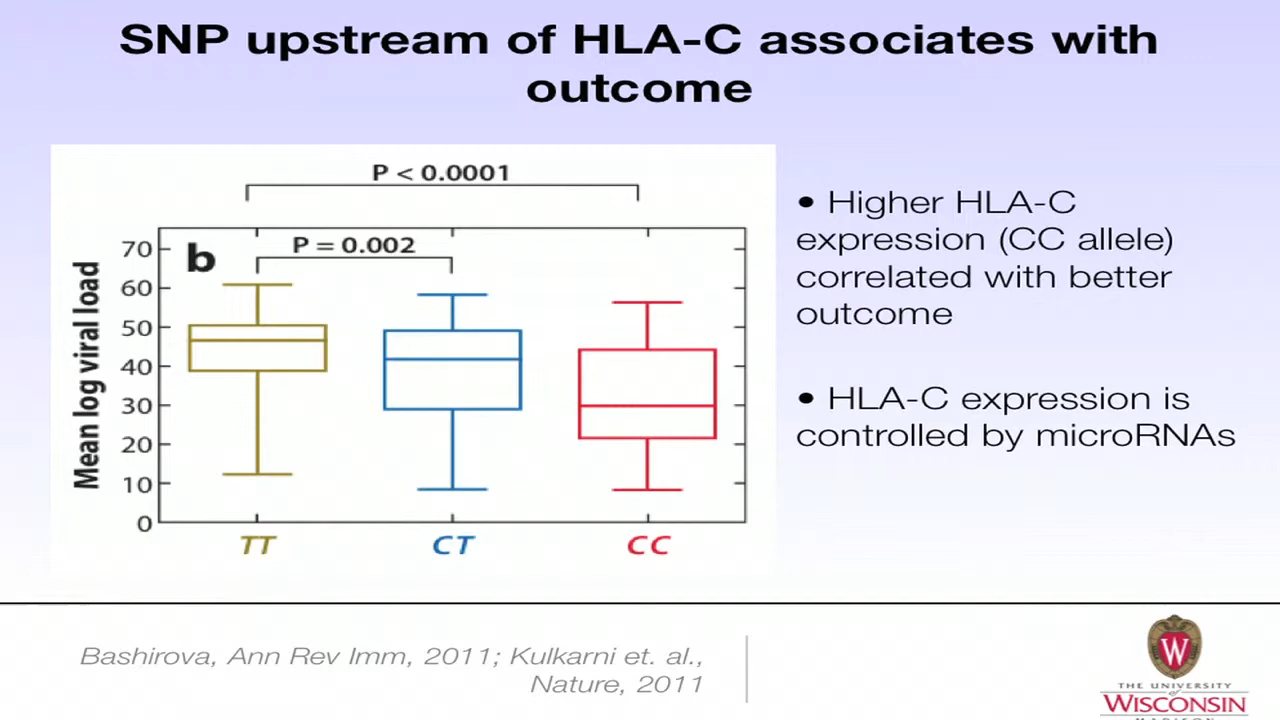 SNP upstream of HLA-C associates with
outcome
P < 0.0001
P = 0.002
b
Mean log viral load
70
60
50
40
30
20
10
0
TT
CT
CC
• Higher HLA-C
expression (CC allele)
correlated with better
outcome
• HLA-C expression is
controlled by microRNAs
Bashirova, Ann Rev Imm, 2011; Kulkarni et. al.,
Nature, 2011
W
THE UNIVERSITY
of
WISCONSIN
MADISON